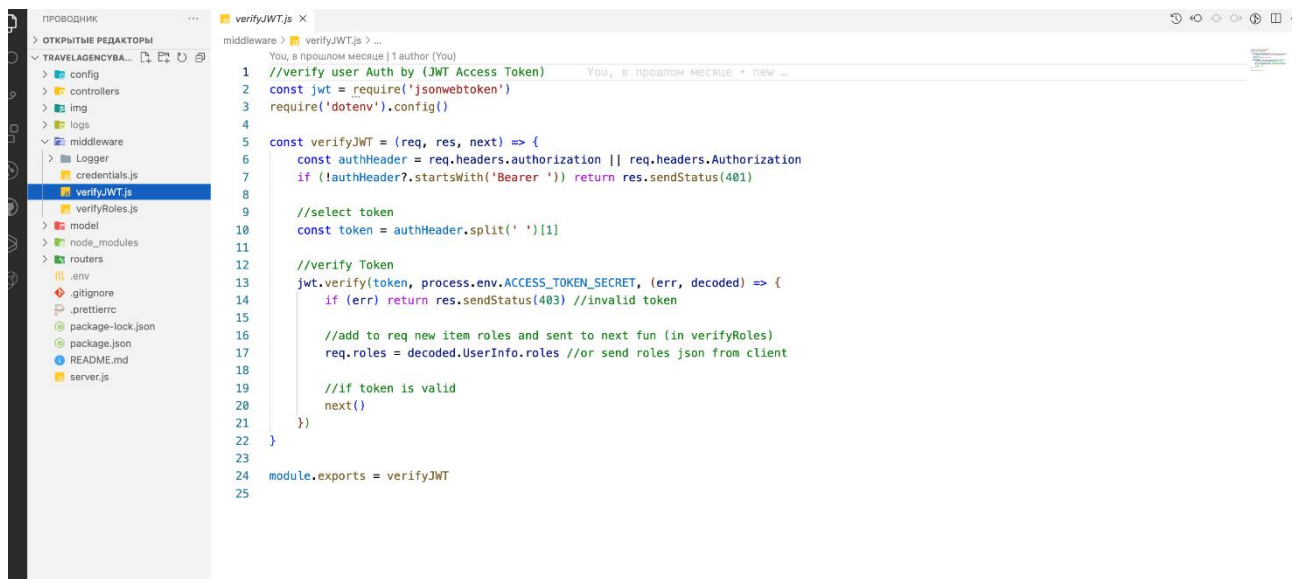 ПРОВОДНИК
verifyJWT.js
ОТКРЫТЫЕ РЕДАКТОРЫ
TRAVELAGENCYBA...
config
controllers
img
logs
middleware
Logger
credentials.js
verifyJWT.js
verifyRoles.js
model
node_modules
routers
.env
.gitignore
.prettierrc
package-lock.json
package.json
README.md
server.js
middleware > verifyJWT.js > ...
You, в прошлом месяце | 1 author (You)
1 //verify user Auth by (JWT Access Token) You, в прошлом месяце • new ...
2 const jwt = require('jsonwebtoken')
3 require('dotenv').config()
4
5 const verifyJWT = (req, res, next) => {
6 const authHeader = req.headers.authorization || req.headers.Authorization
7 if (!authHeader?.startsWith('Bearer ')) return res.sendStatus(401)
8
9 //select token
10 const token = authHeader.split(' ')[1]
11
12 //verify Token
13 jwt.verify(token, process.env.ACCESS_TOKEN_SECRET, (err, decoded) => {
14 if (err) return res.sendStatus(403) //invalid token
15
16 //add to req new item roles and sent to next fun (in verifyRoles)
17 req.roles = decoded.UserInfo.roles //or send roles json from client
18
19 //if token is valid
20 next()
21 })
22 }
23
24 module.exports = verifyJWT
25